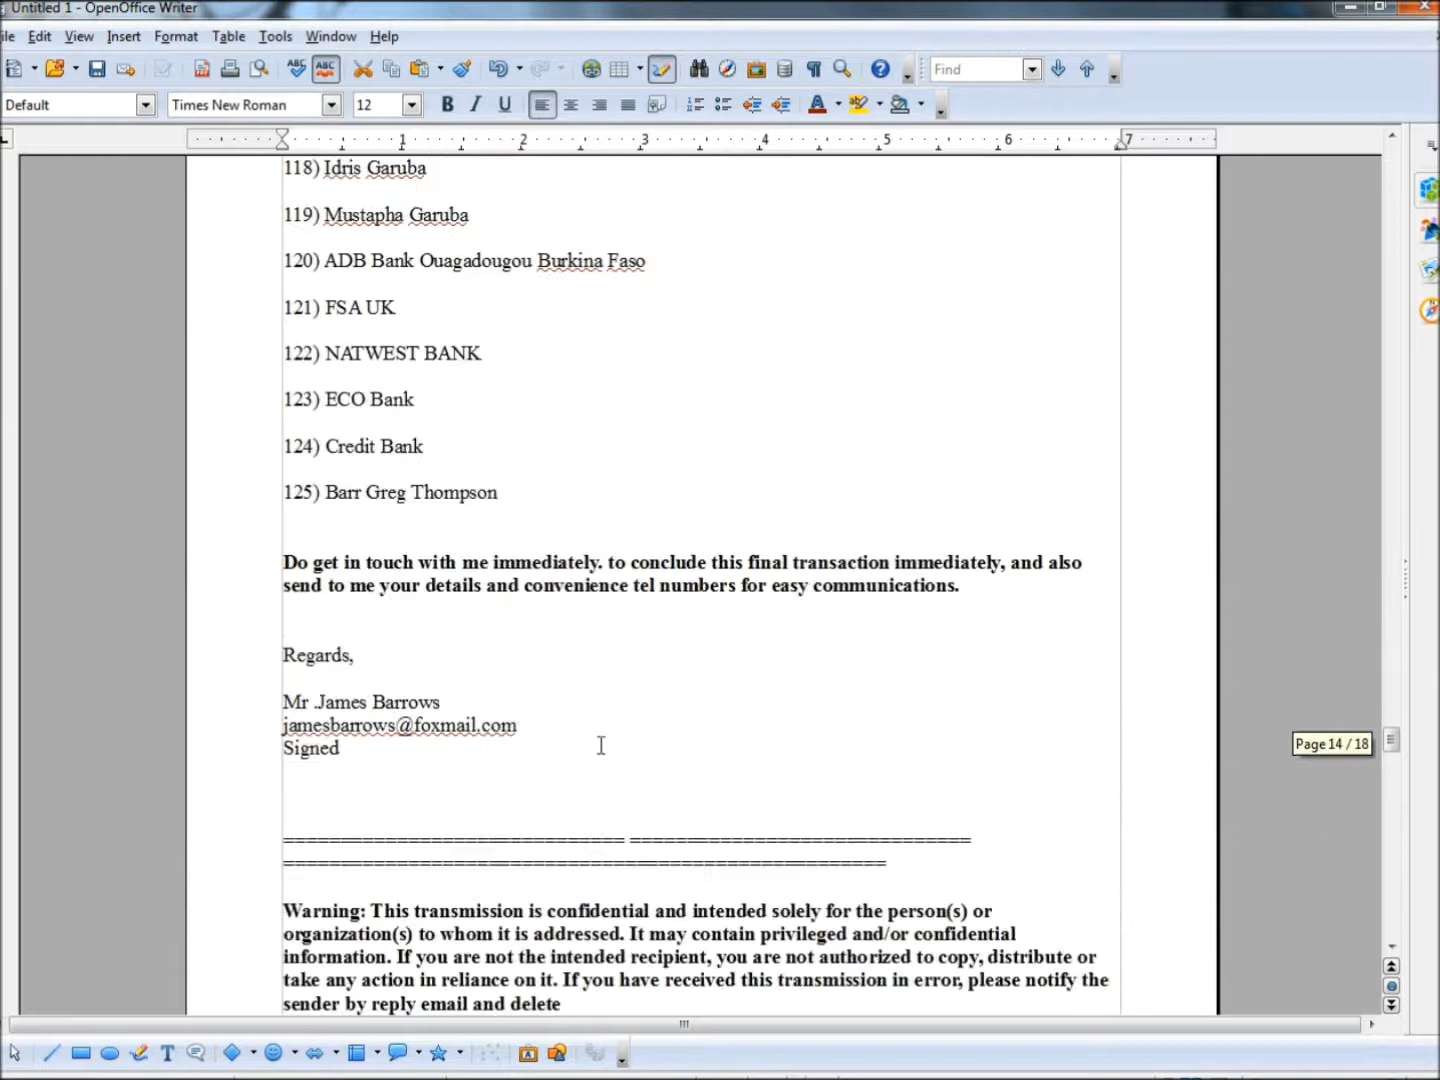 Untitled 1 - OpenOffice Writer
ile Edit View Insert Format Table Tools Window Help
Find
Default Times New Roman 12 B I U
1 2 3 4 5 6 7
118) Idris Garuba
119) Mustapha Garuba
120) ADB Bank Ouagadougou Burkina Faso
121) FSA UK
122) NATWEST BANK
123) ECO Bank
124) Credit Bank
125) Barr Greg Thompson
Do get in touch with me immediately. to conclude this final transaction immediately, and also
send to me your details and convenience tel numbers for easy communications.
Regards,
Mr .James Barrows
jamesbarrows@foxmail.com
Signed
Page 14 / 18
============================= =============================
===================================================
Warning: This transmission is confidential and intended solely for the person(s) or
organization(s) to whom it is addressed. It may contain privileged and/or confidential
information. If you are not the intended recipient, you are not authorized to copy, distribute or
take any action in reliance on it. If you have received this transmission in error, please notify the
sender by reply email and delete